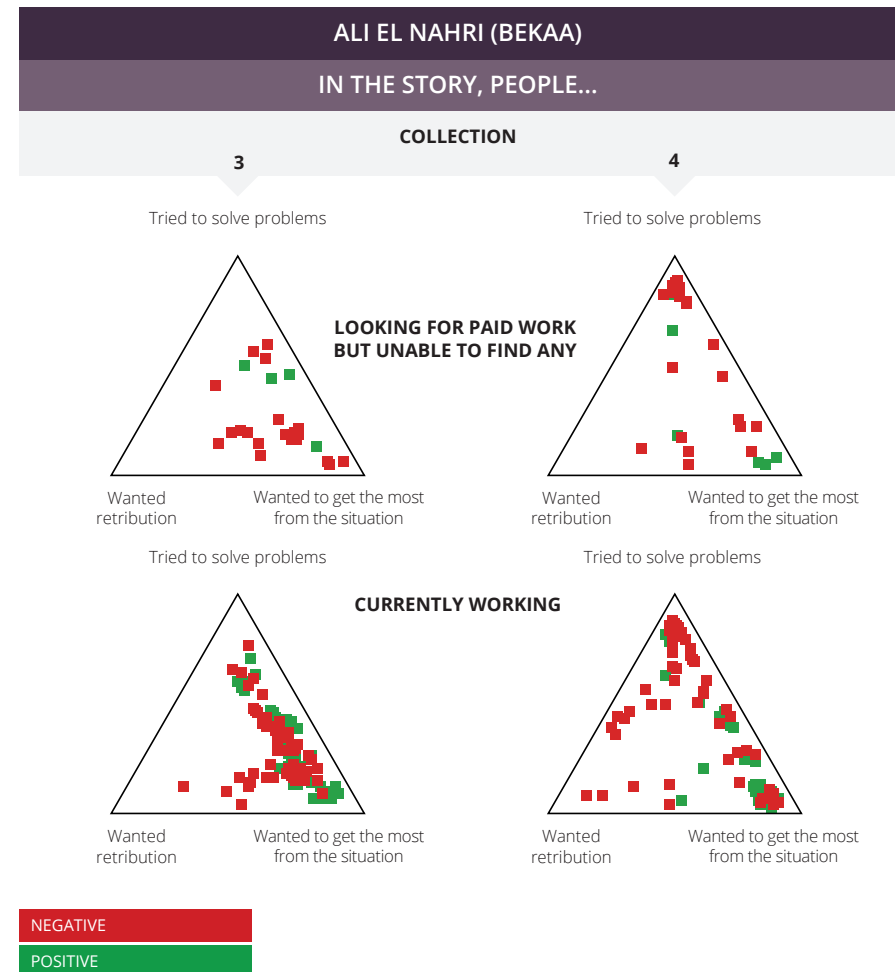 ALI EL NAHRI (BEKAA)
IN THE STORY, PEOPLE...
COLLECTION
3
4
Tried to solve problems
Tried to solve problems
LOOKING FOR PAID WORK
BUT UNABLE TO FIND ANY
Wanted
retribution
Wanted to get the most
from the situation
Wanted
retribution
Wanted to get the most
from the situation
Tried to solve problems
Tried to solve problems
CURRENTLY WORKING
Wanted
retribution
Wanted to get the most
from the situation
Wanted
retribution
Wanted to get the most
from the situation
NEGATIVE
POSITIVE